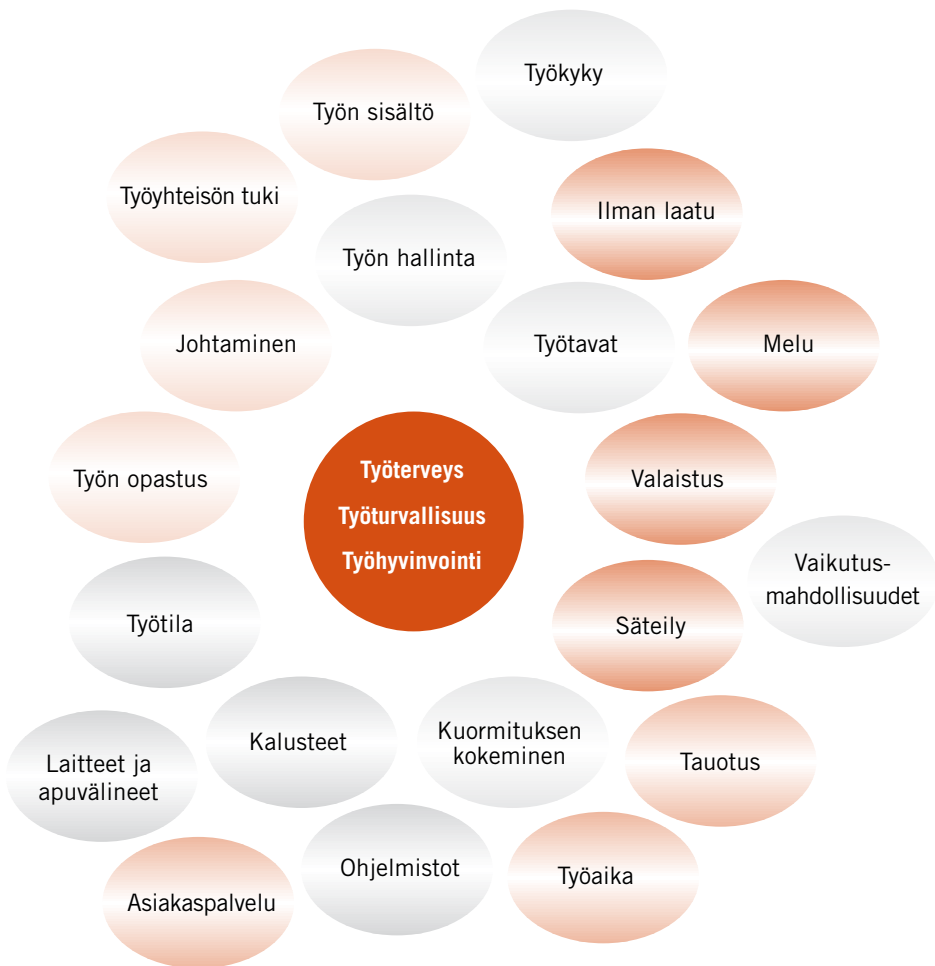 Työkyky
Työn sisältö
Työyhteisön tuki
Ilman laatu
Työn hallinta
Johtaminen
Työtavat
Melu
Työterveys
Työturvallisuus
Työhyvinvointi
Työn opastus
Valaistus
Vaikutus-
mahdollisuudet
Työtila
Säteily
Kalusteet
Kuormituksen
kokeminen
Tauotus
Laitteet ja
apuvälineet
Ohjelmistot
Työaika
Asiakaspalvelu